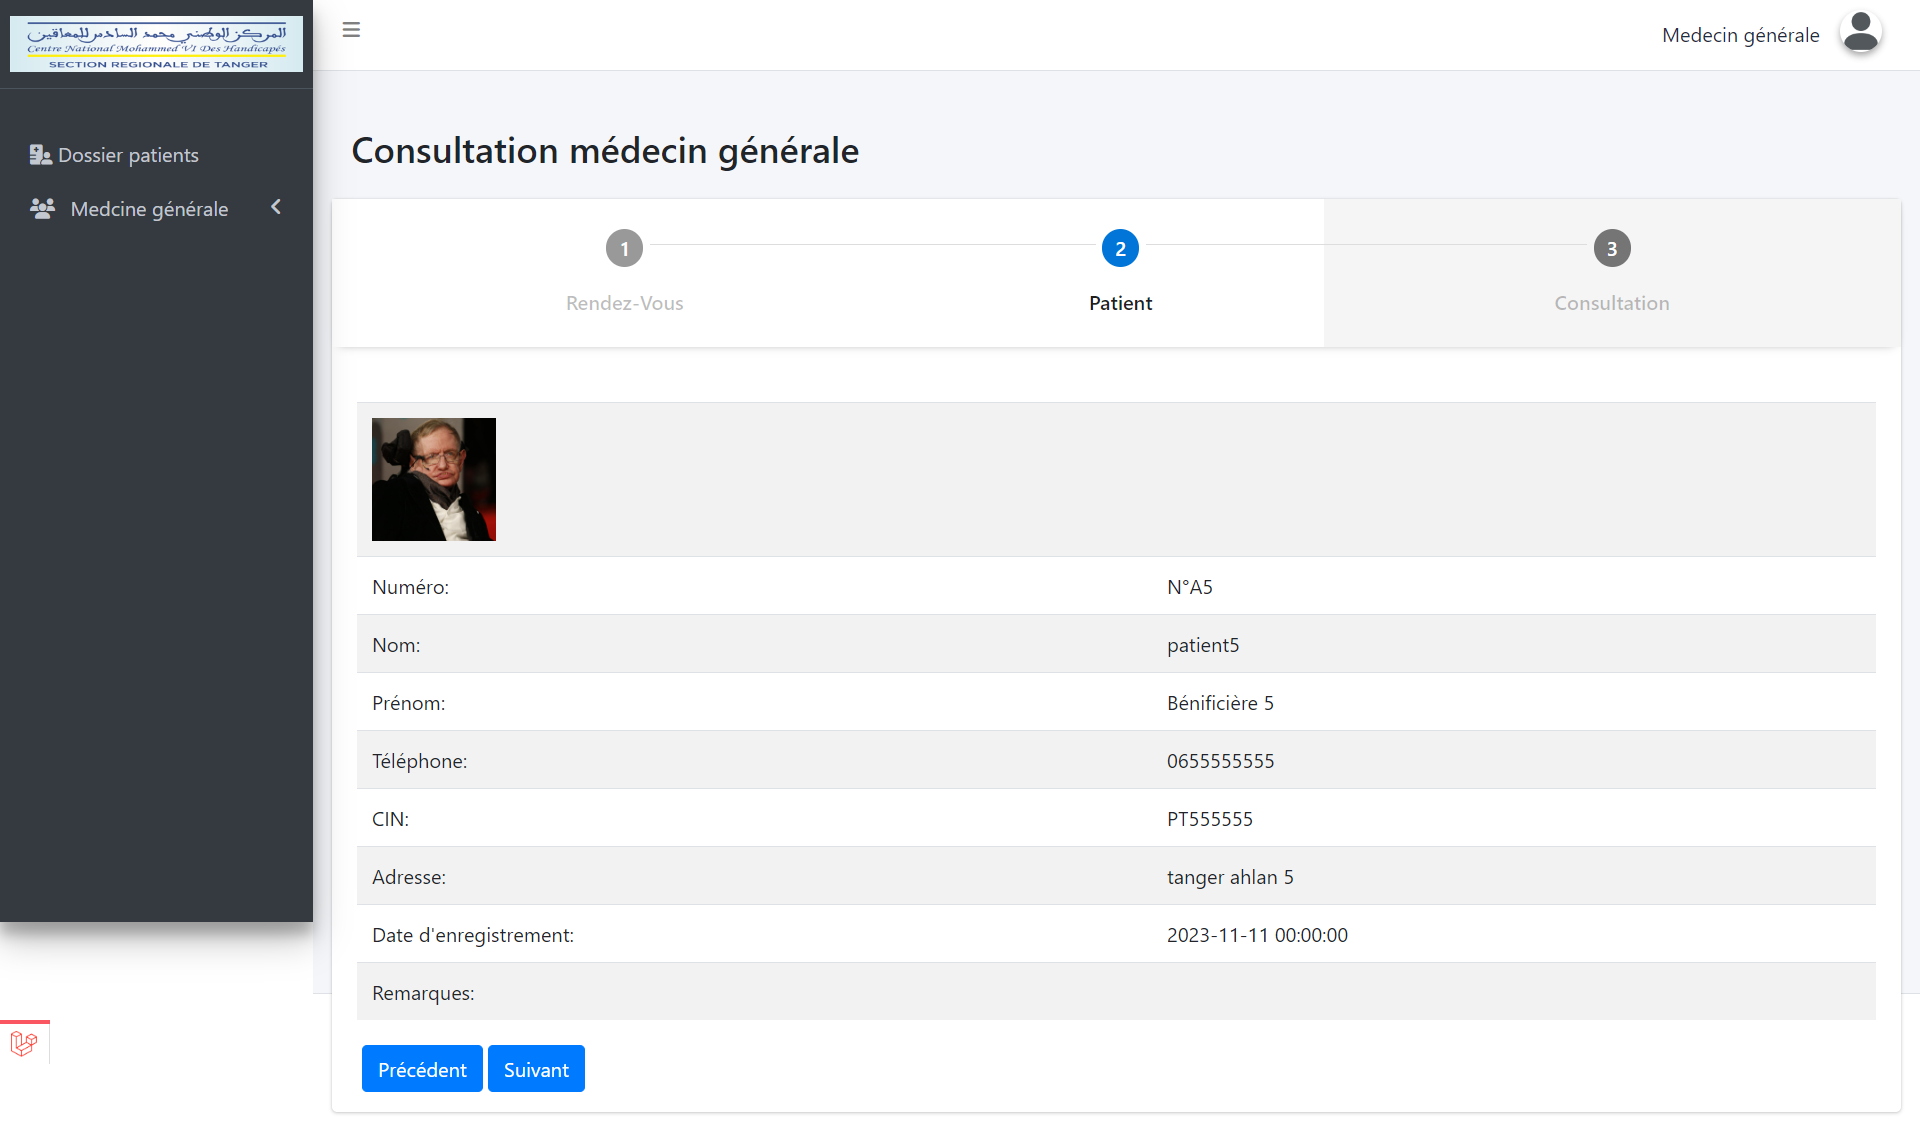 المركز الوطني محمد السادس للمعاقين
Centre National Mohammed VI Des Handicapés
SECTION REGIONALE DE TANGER
Medecin générale
Dossier patients
Medcine générale
Consultation médecin générale
1
Rendez-Vous
2
Patient
3
Consultation
Numéro: N°A5
Nom: patient5
Prénom: Bénificière 5
Téléphone: 0655555555
CIN: PT555555
Adresse: tanger ahlan 5
Date d'enregistrement: 2023-11-11 00:00:00
Remarques:
Précédent Suivant